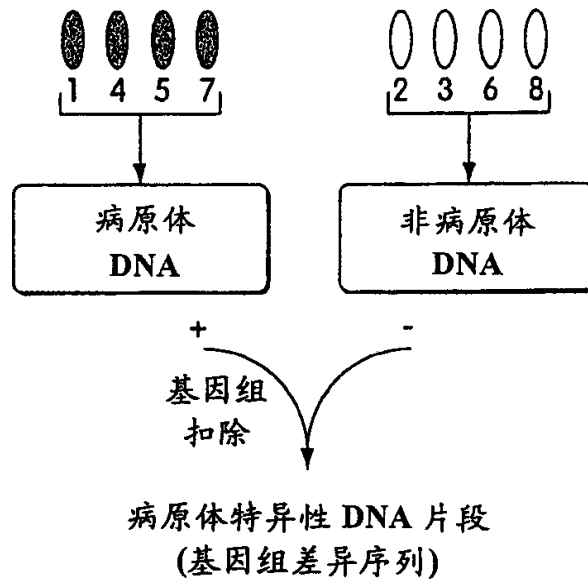 1 4 5 7
2 3 6 8
病原体
DNA
非病原体
DNA
+
-
基因组
扣除
病原体特异性 DNA 片段
(基因组差异序列)